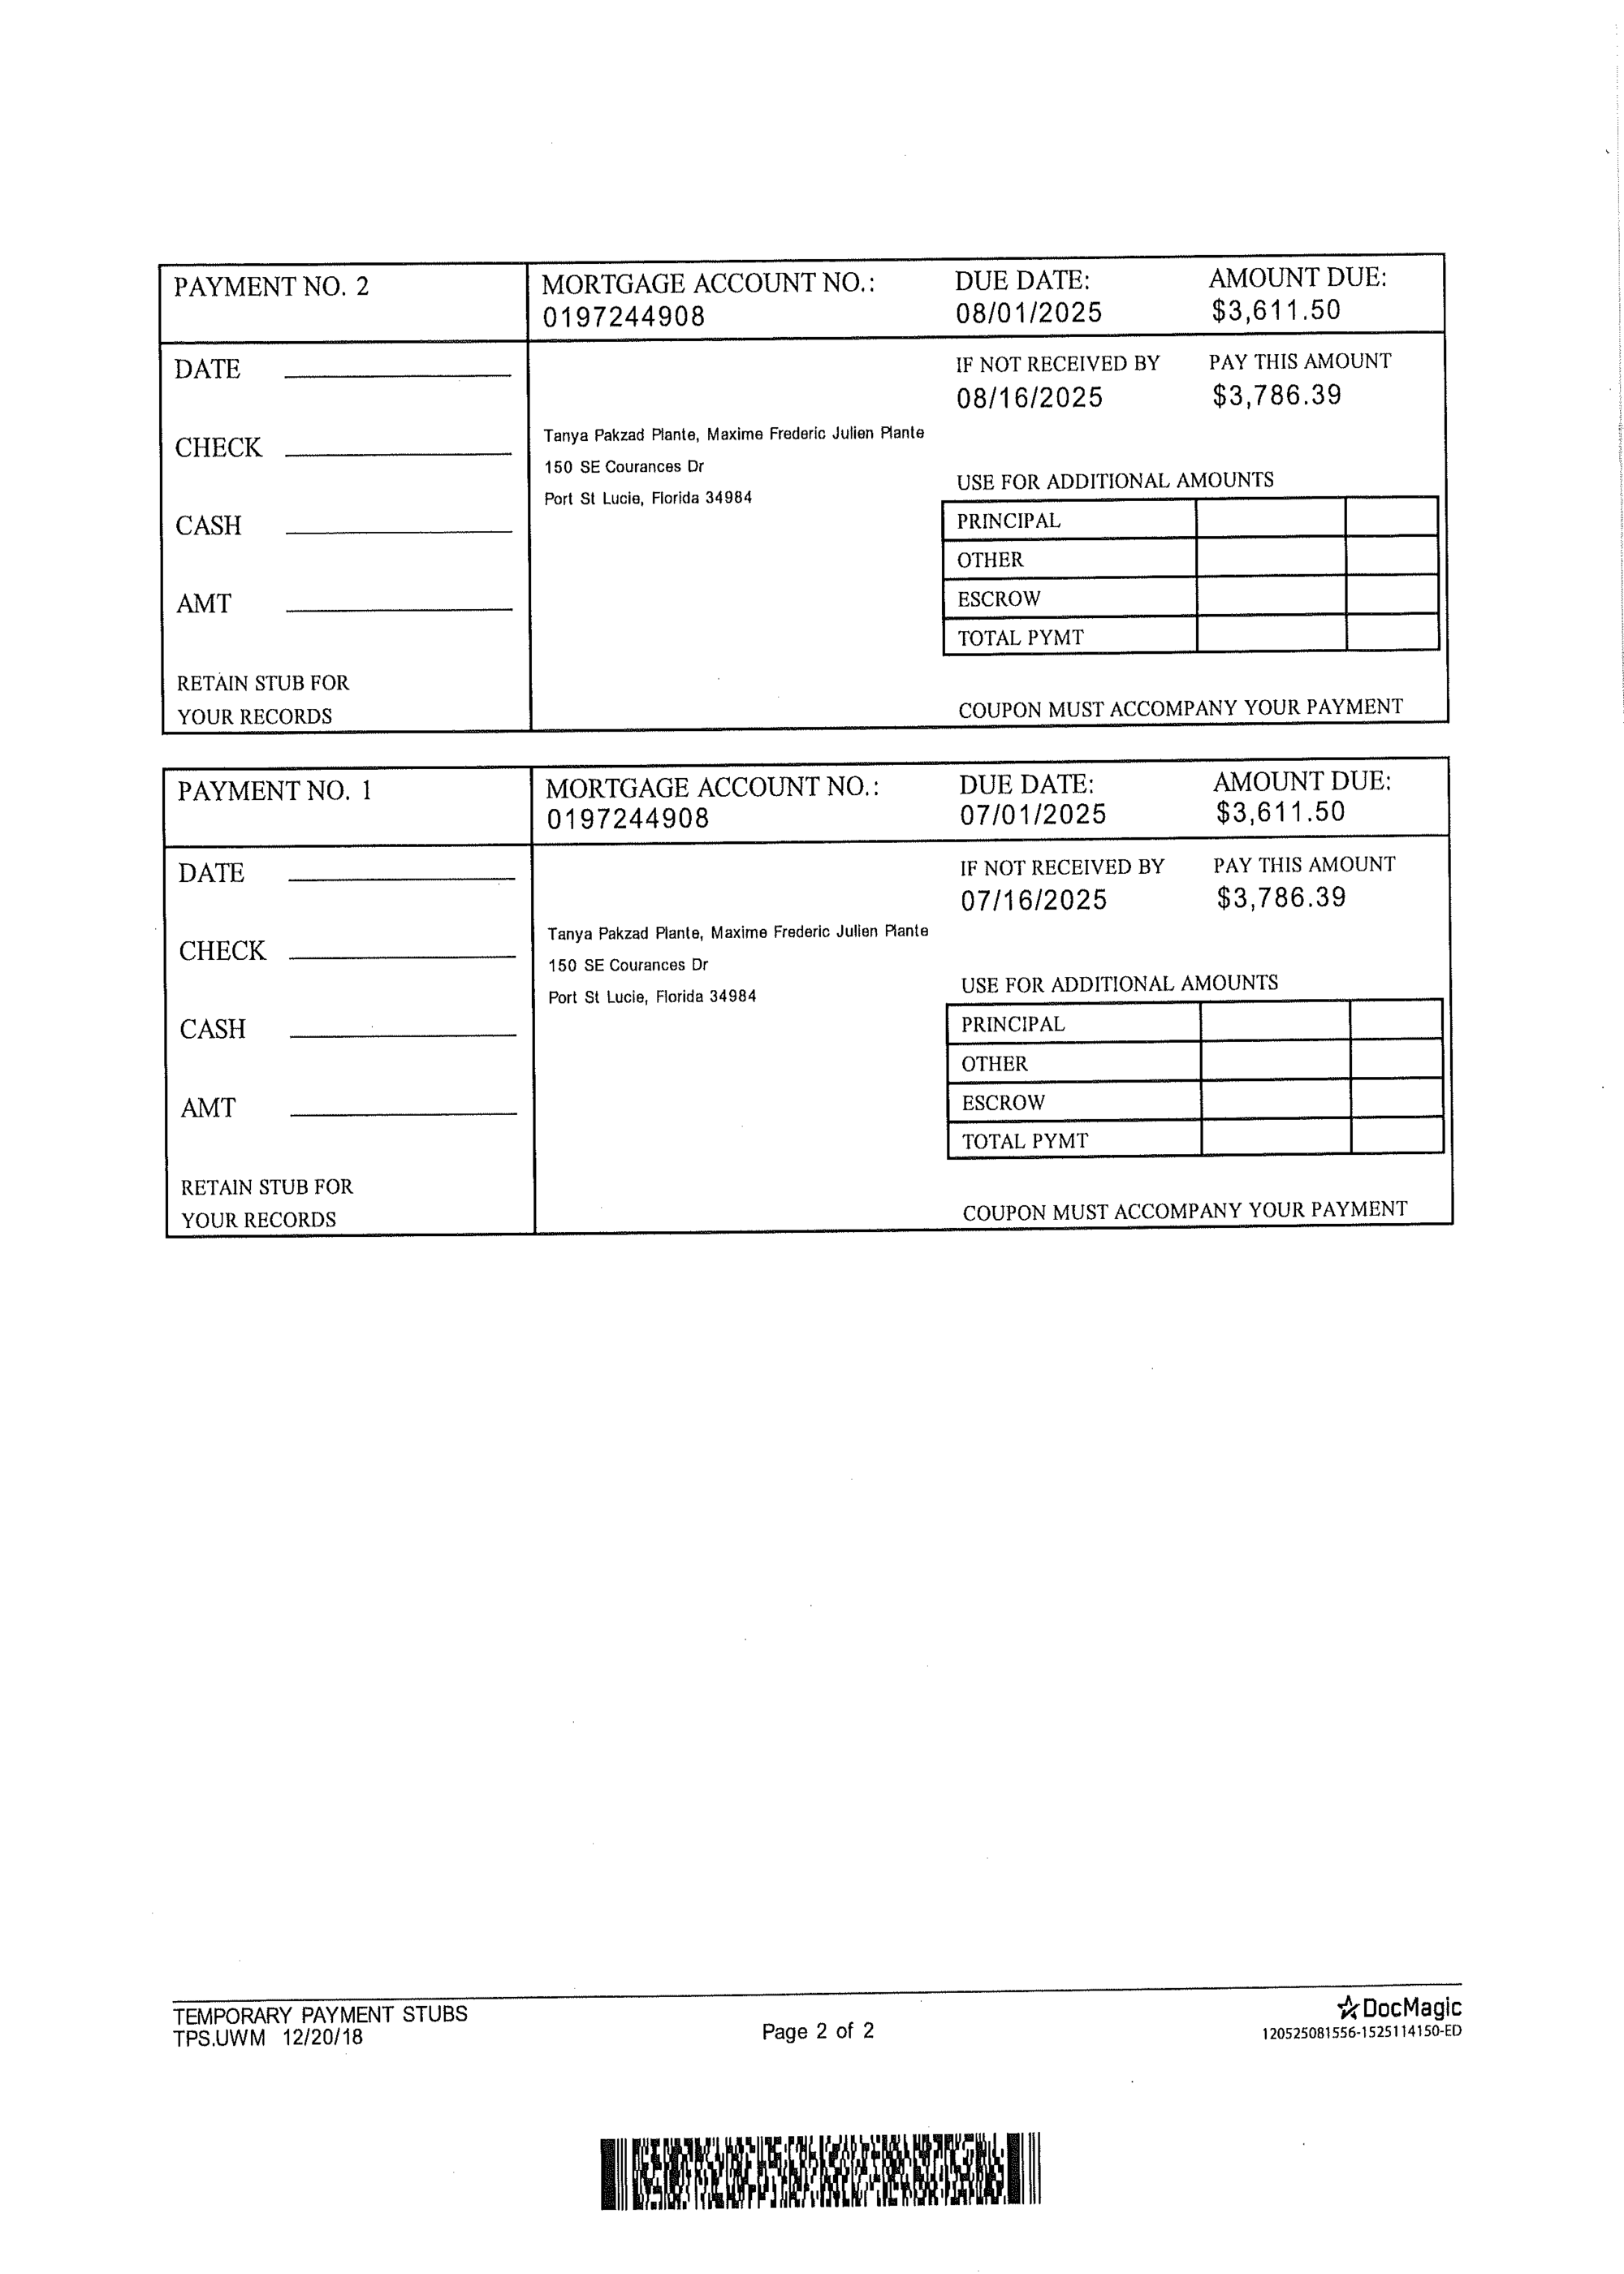 PAYMENT NO. 2
MORTGAGE ACCOUNT NO.:
0197244908
DUE DATE:
08/01/2025
AMOUNT DUE:
$3,611.50
DATE
CHECK
CASH
AMT
RETAIN STUB FOR
YOUR RECORDS
Tanya Pakzad Plante, Maxime Frederic Julien Plante
150 SE Courances Dr
Port St Lucie, Florida 34984
IF NOT RECEIVED BY
08/16/2025
PAY THIS AMOUNT
$3,786.39
USE FOR ADDITIONAL AMOUNTS
PRINCIPAL
OTHER
ESCROW
TOTAL PYMT
COUPON MUST ACCOMPANY YOUR PAYMENT
PAYMENT NO. 1
MORTGAGE ACCOUNT NO.:
0197244908
DUE DATE:
07/01/2025
AMOUNT DUE:
$3,611.50
DATE
CHECK
CASH
AMT
RETAIN STUB FOR
YOUR RECORDS
Tanya Pakzad Plante, Maxime Frederic Julien Plante
150 SE Courances Dr
Port St Lucie, Florida 34984
IF NOT RECEIVED BY
07/16/2025
PAY THIS AMOUNT
$3,786.39
USE FOR ADDITIONAL AMOUNTS
PRINCIPAL
OTHER
ESCROW
TOTAL PYMT
COUPON MUST ACCOMPANY YOUR PAYMENT
TEMPORARY PAYMENT STUBS
TPS.UWM 12/20/18
Page 2 of 2
DocMagic
120525081556-1525114150-ED